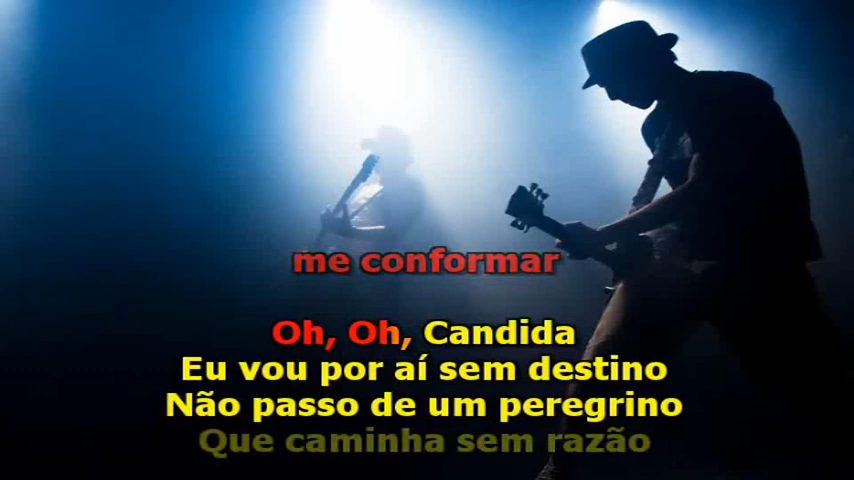 me conformar
Oh, Oh, Candida
Eu vou por aí sem destino
Não passo de um peregrino
Que caminha sem razão